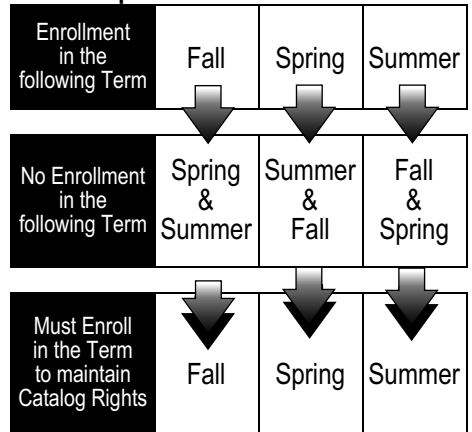 Enrollment
in the
following Term
Fall
Spring
Summer
No Enrollment
in the
following Term
Spring
&
Summer
Summer
&
Fall
Fall
&
Spring
Must Enroll
in the Term
to maintain
Catalog Rights
Fall
Spring
Summer